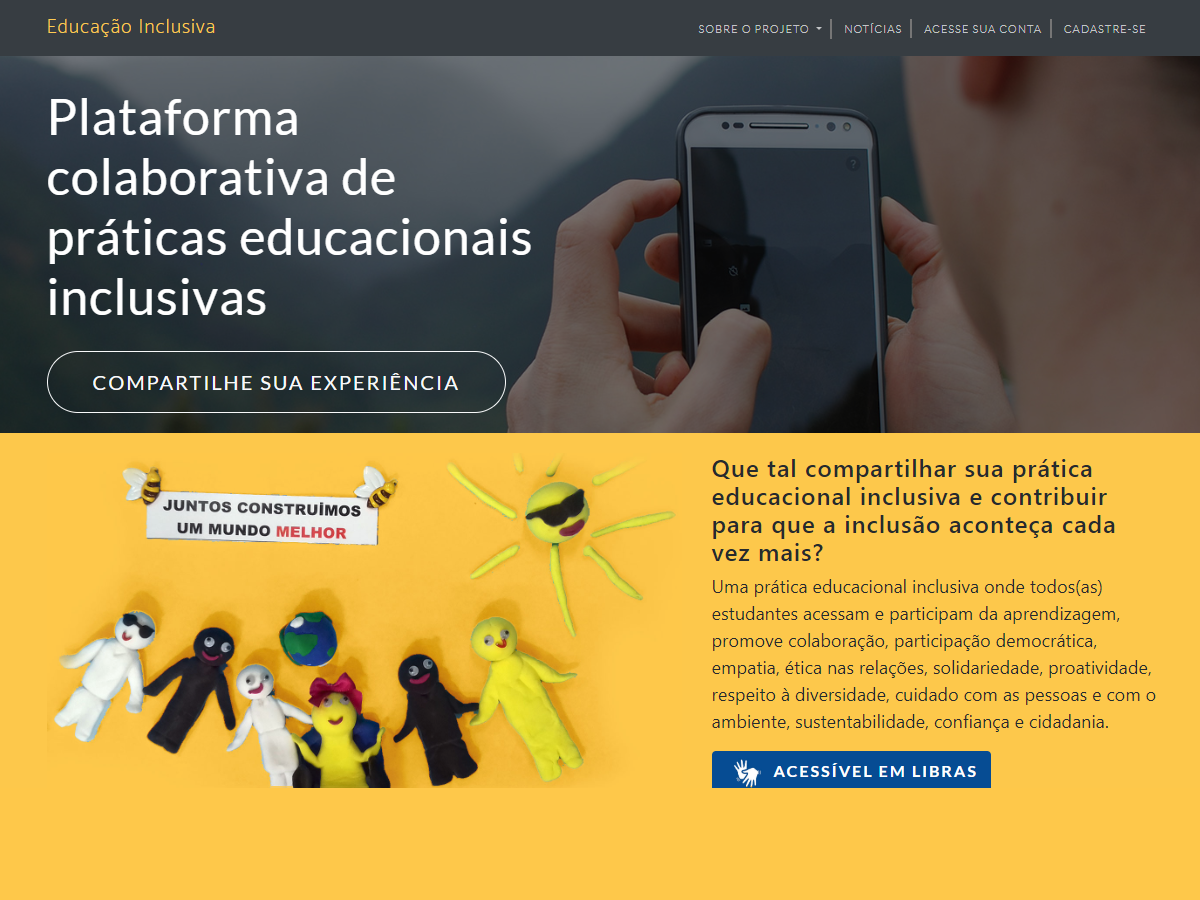 Educação Inclusiva
SOBRE O PROJETO
NOTÍCIAS
ACESSE SUA CONTA
CADASTRE-SE
Plataforma
colaborativa de
práticas educacionais
inclusivas
COMPARTILHE SUA EXPERIÊNCIA
JUNTOS CONSTRUÍMOS
UM MUNDO MELHOR
Que tal compartilhar sua prática
educacional inclusiva e contribuir
para que a inclusão aconteça cada
vez mais?
Uma prática educacional inclusiva onde todos(as)
estudantes acessam e participam da aprendizagem,
promove colaboração, participação democrática,
empatia, ética nas relações, solidariedade, proatividade,
respeito à diversidade, cuidado com as pessoas e com o
ambiente, sustentabilidade, confiança e cidadania.
ACESSÍVEL EM LIBRAS